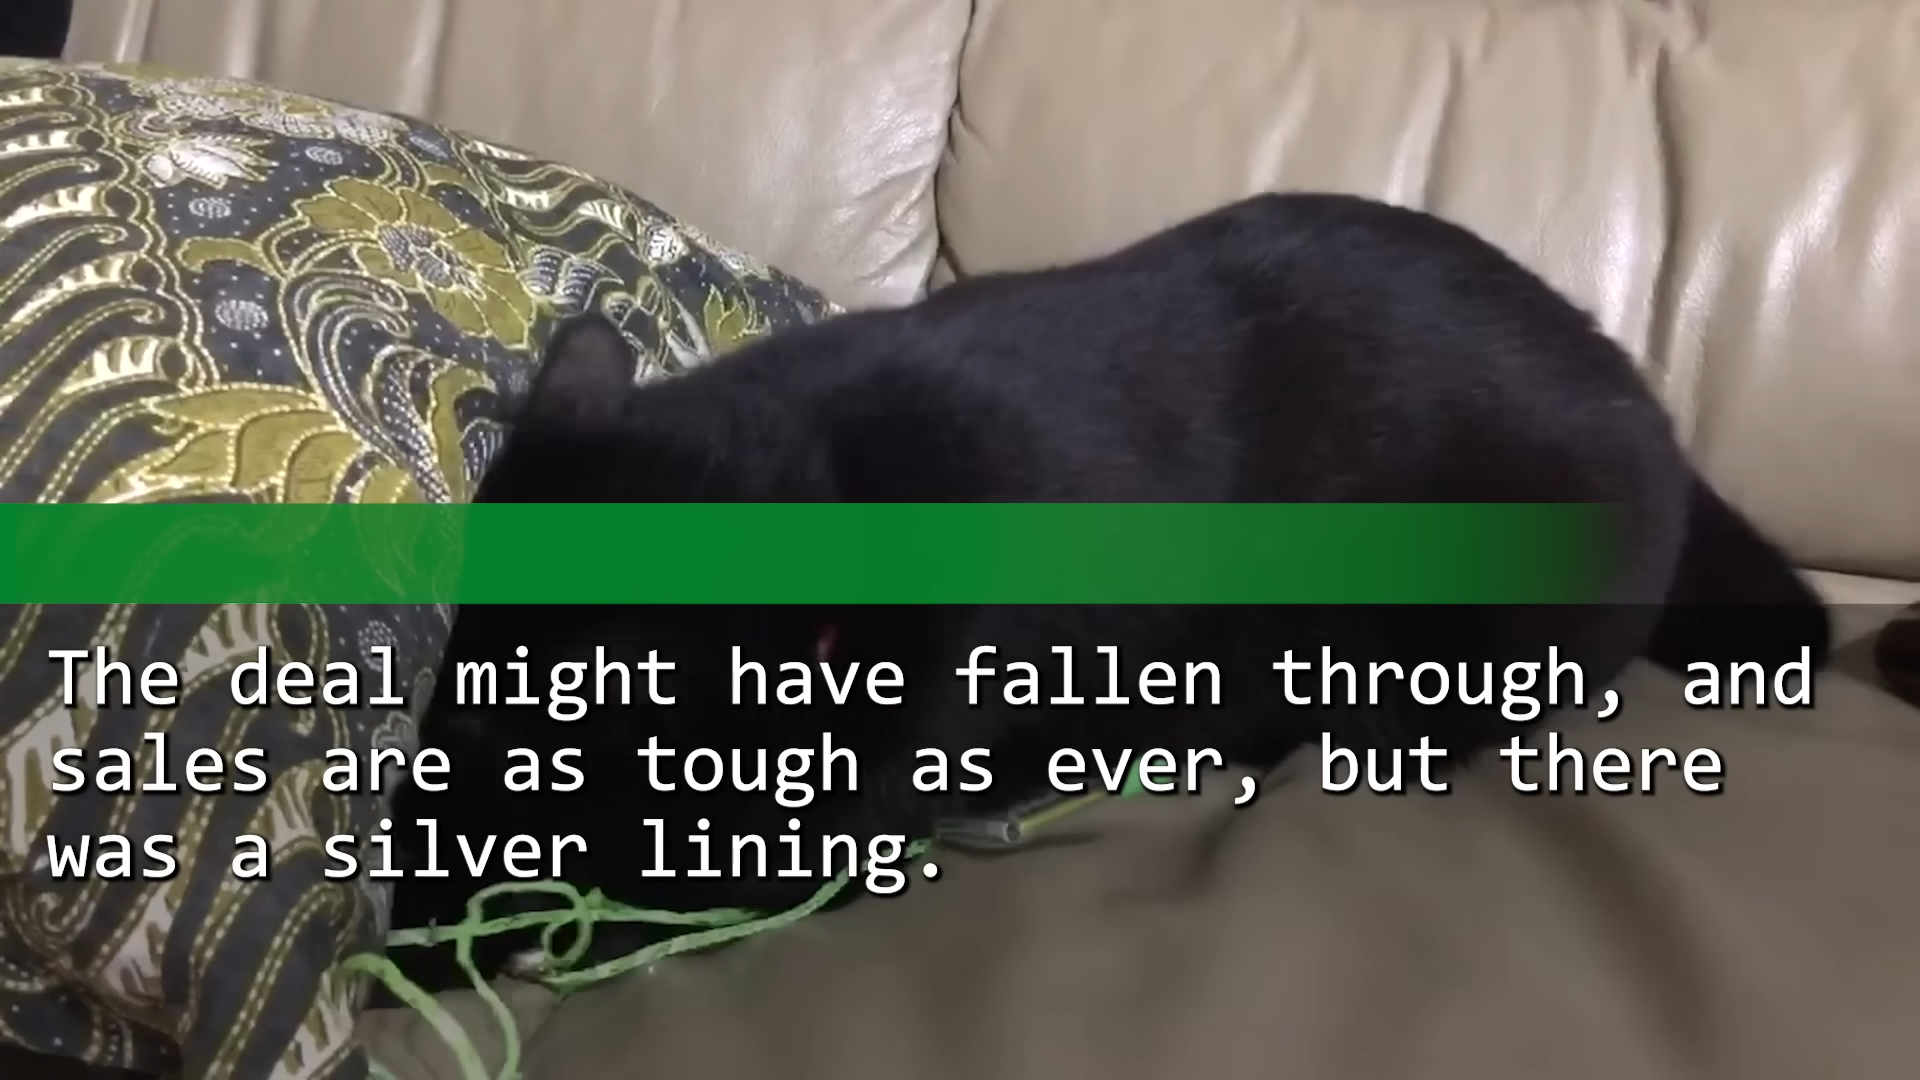 The deal might have fallen through, and
sales are as tough as ever, but there
was a silver lining.